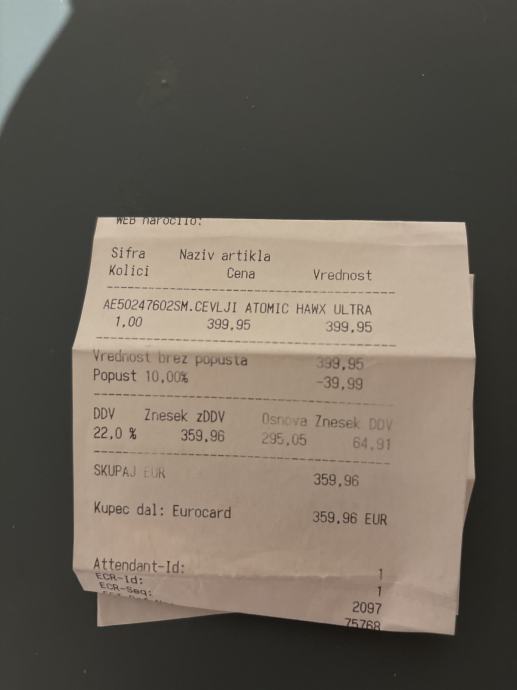 WEB naročilo:
Sifra Naziv artikla
Kolici Cena Vrednost
AE50247602SM.CEVLJI ATOMIC HAWX ULTRA
1,00 399,95 399,95
Vrednost brez popusta 399,95
Popust 10,00% -39,99
DDV Znesek zDDV Osnova Znesek DDV
22,0 % 359,96 295,05 64,91
SKUPAJ EUR 359,96
Kupec dal: Eurocard 359,96 EUR
Attendant-Id: 1
ECR-Id: 1
ECR-Seq: 2097
75768